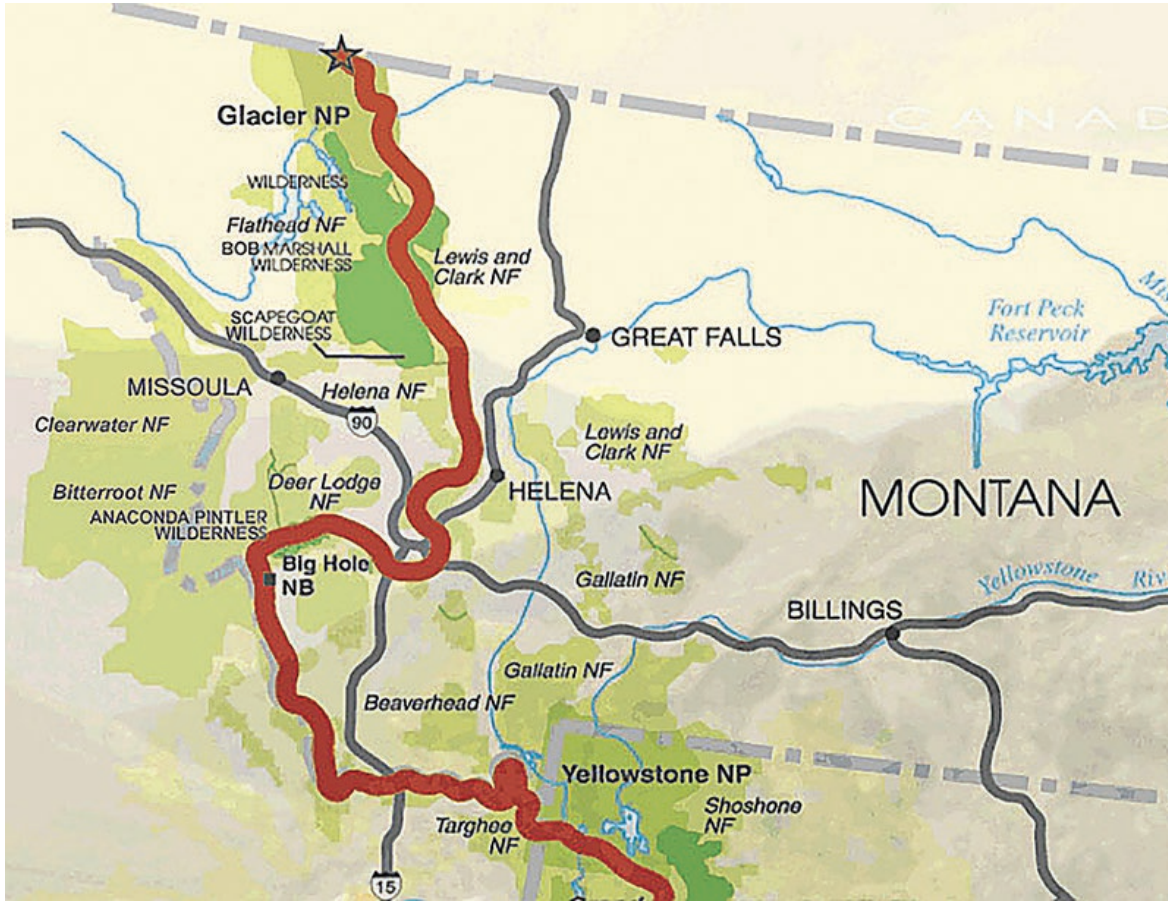 CANAD
Glacier NP
WILDERNESS
Flathead NF
BOB MARSHALL
WILDERNESS
Lewis and
Clark NF
SCAPEGOAT
WILDERNESS
GREAT FALLS
Fort Peck
Reservoir
MISSOULA
Helena NF
90
Clearwater NF
Lewis and
Clark NF
Bitterroot NF
Deer Lodge
NF
HELENA
MONTANA
ANACONDA PINTLER
WILDERNESS
Big Hole
NB
Gallatin NF
Yellowstone Riv
BILLINGS
Gallatin NF
Beaverhead NF
Yellowstone NP
Shoshone
NF
Targhee
NF
15